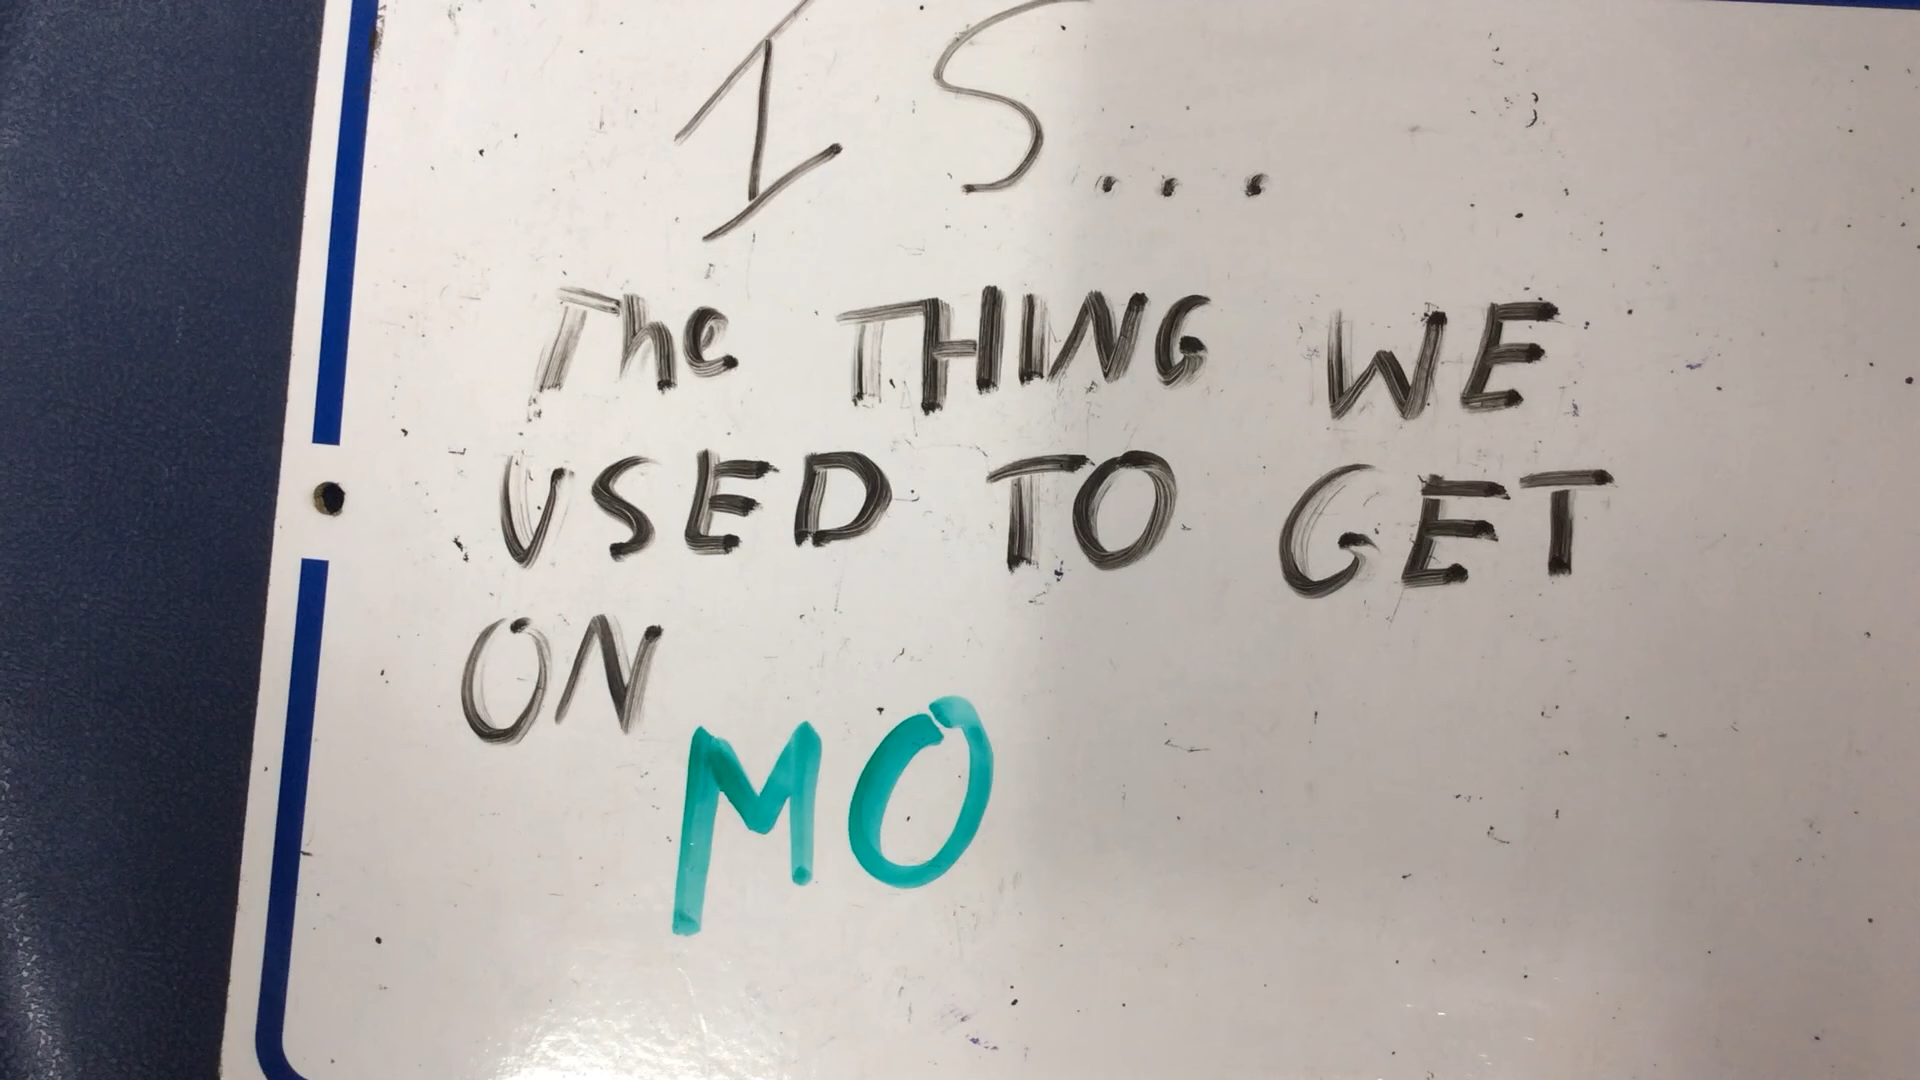 IS...
The THING WE
USED TO GET
ON
MO